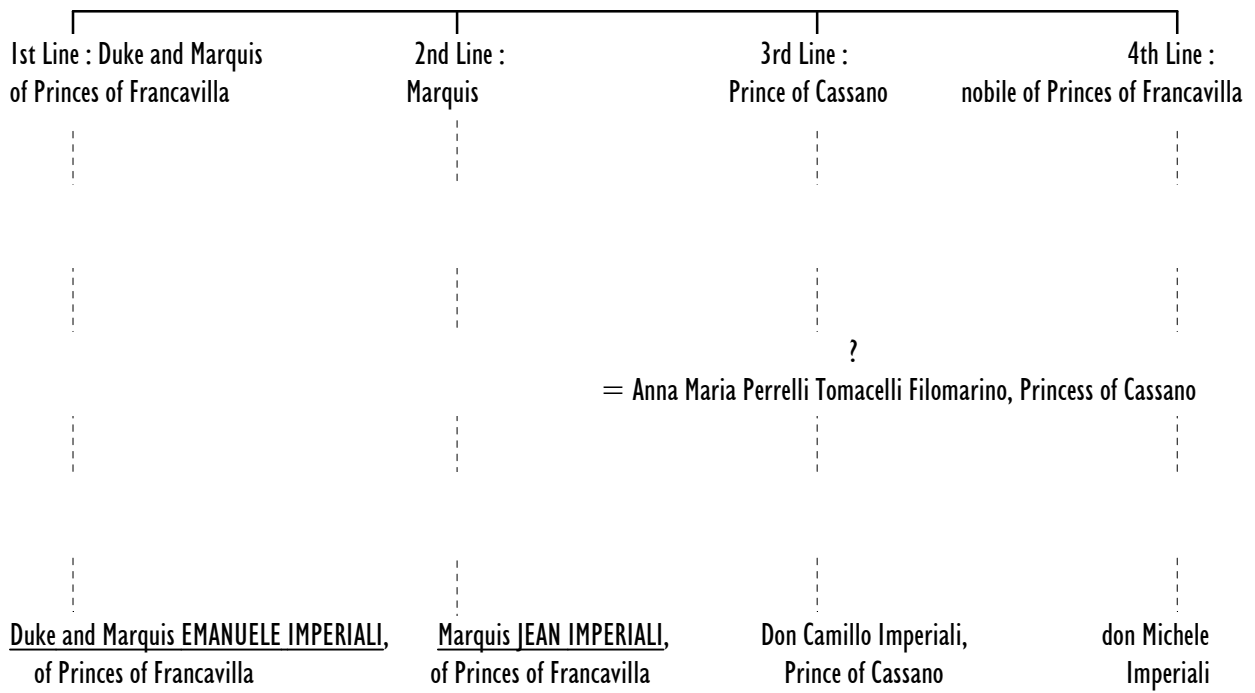 1st Line : Duke and Marquis
of Princes of Francavilla
2nd Line :
Marquis
3rd Line :
Prince of Cassano
4th Line :
nobile of Princes of Francavilla
?
= Anna Maria Perrelli Tomacelli Filomarino, Princess of Cassano
Duke and Marquis EMANUELE IMPERIALI,
of Princes of Francavilla
Marquis JEAN IMPERIALI,
of Princes of Francavilla
Don Camillo Imperiali,
Prince of Cassano
don Michele
Imperiali